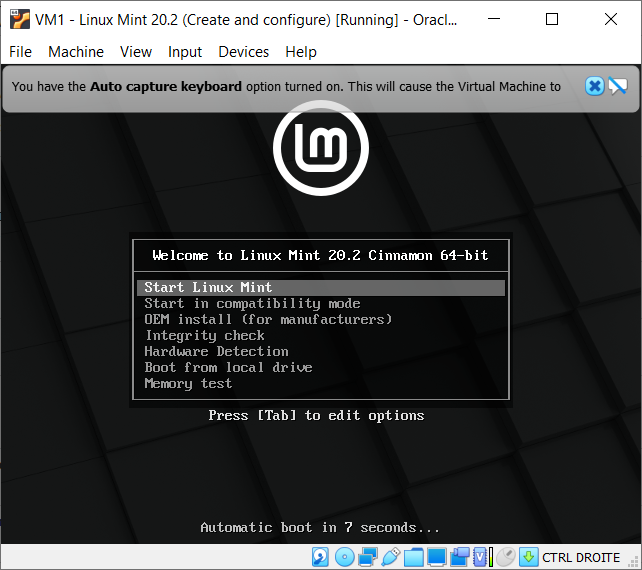 VM1 - Linux Mint 20.2 (Create and configure) [Running] - Oracl...
File Machine View Input Devices Help
You have the Auto capture keyboard option turned on. This will cause the Virtual Machine to
lm
Welcome to Linux Mint 20.2 Cinnamon 64-bit
Start Linux Mint
Start in compatibility mode
OEM install (for manufacturers)
Integrity check
Hardware Detection
Boot from local drive
Memory test
Press [Tab] to edit options
Automatic boot in 7 seconds...
CTRL DROITE